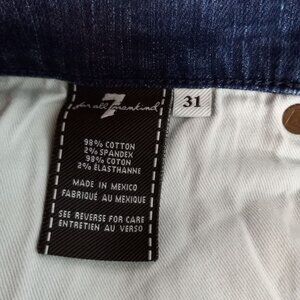 7
for all mankind
31
98% COTTON
2% SPANDEX
98% COTON
2% ÉLASTHANNE
MADE IN MEXICO
FABRIQUÉ AU MEXIQUE
SEE REVERSE FOR CARE
ENTRETIEN AU VERSO